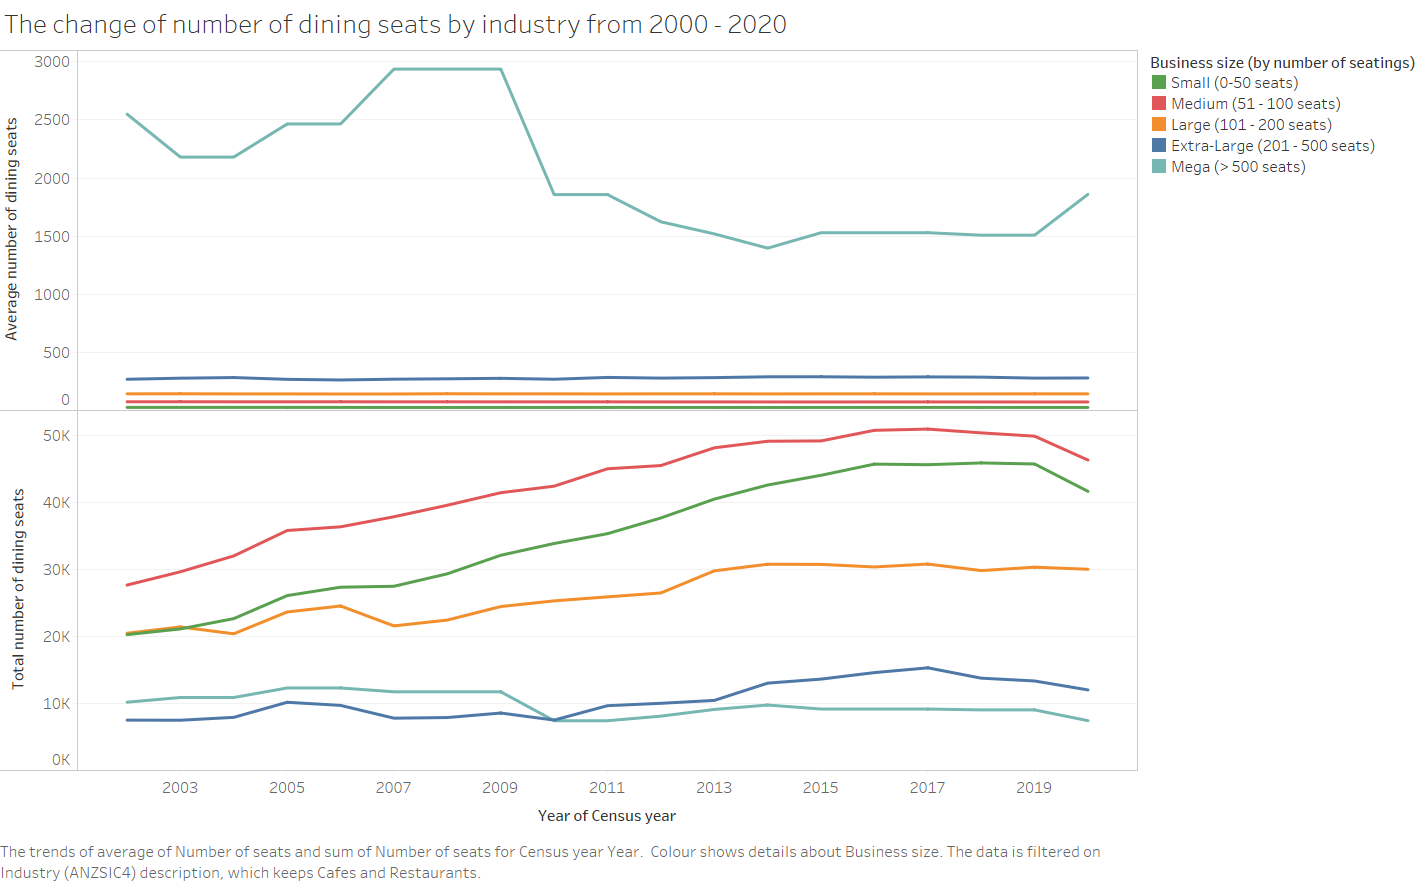 The change of number of dining seats by industry from 2000 - 2020
Business size (by number of seatings)
Small (0-50 seats)
Medium (51 - 100 seats)
Large (101 - 200 seats)
Extra-Large (201 - 500 seats)
Mega (> 500 seats)
Average number of dining seats
3000
2500
2000
1500
1000
500
0
Total number of dining seats
50K
40K
30K
20K
10K
0K
2003 2005 2007 2009 2011 2013 2015 2017 2019
Year of Census year
The trends of average of Number of seats and sum of Number of seats for Census year Year. Colour shows details about Business size. The data is filtered on
Industry (ANZSIC4) description, which keeps Cafes and Restaurants.